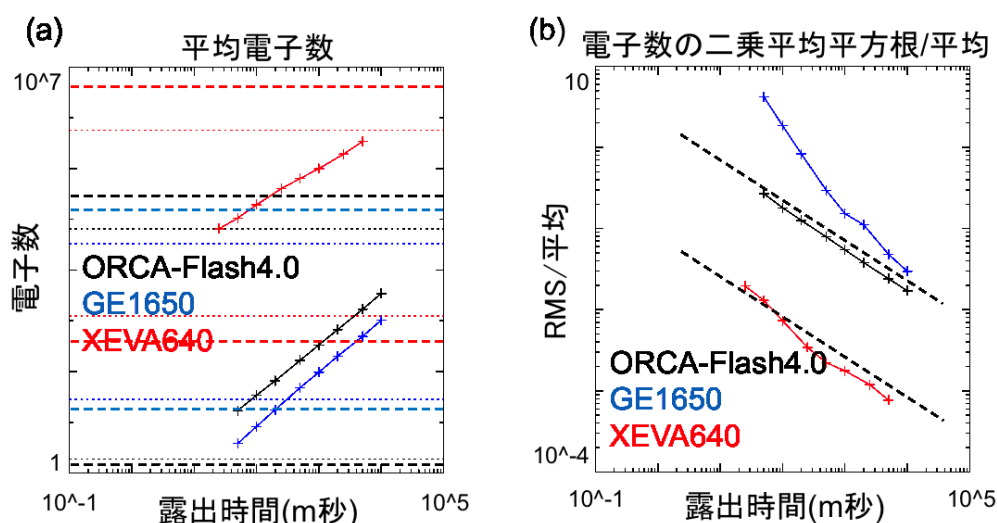 (a)
平均電子数
10^7
電子数
ORCA-Flash4.0
GE1650
XEVA640
1
10^-1
露出時間(m秒)
10^5
(b)
電子数の二乗平均平方根/平均
10
RMS/平均
ORCA-Flash4.0
GE1650
XEVA640
10^-4
10^-1
露出時間(m秒)
10^5